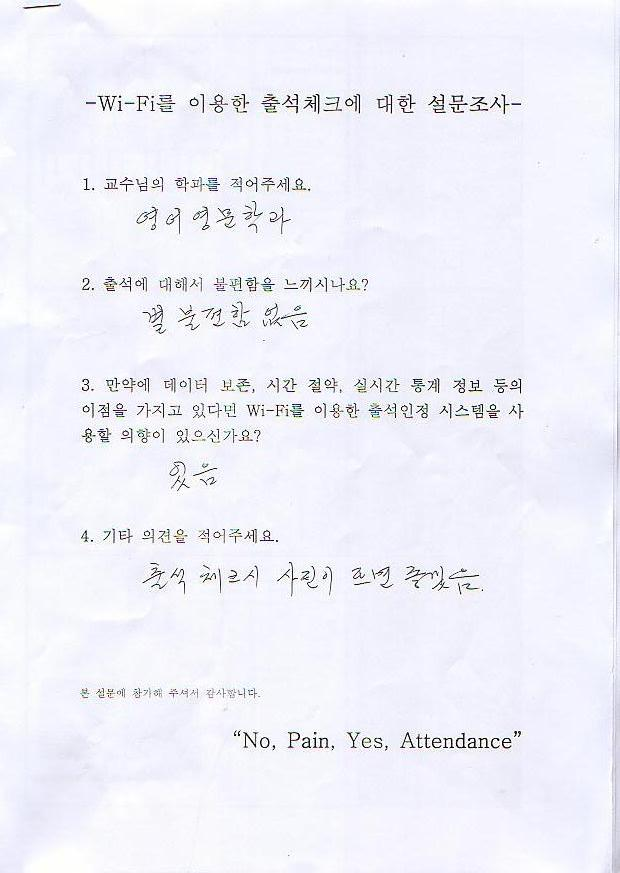 -Wi-Fi를 이용한 출석체크에 대한 설문조사-
1. 교수님의 학과를 적어주세요.
영어영문학과
2. 출석에 대해서 불편함을 느끼시나요?
별 불편함 없음
3. 만약에 데이터 보존, 시간 절약, 실시간 통계 정보 등의
이점을 가지고 있다면 Wi-Fi를 이용한 출석인정 시스템을 사
용할 의향이 있으신가요?
있음
4. 기타 의견을 적어주세요.
출석 체크시 사진이 뜨면 좋겠음.
본 설문에 참가해 주셔서 감사합니다.
“No, Pain, Yes, Attendance”